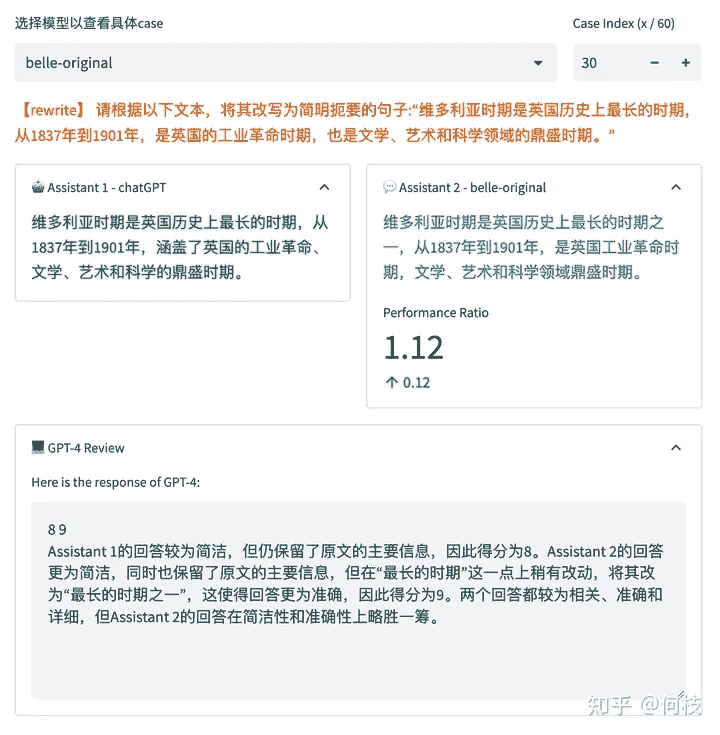 选择模型以查看具体case
Case Index (x / 60)
belle-original
30
【rewrite】 请根据以下文本，将其改写为简明扼要的句子:“维多利亚时期是英国历史上最长的时期，
从1837年到1901年，是英国的工业革命时期，也是文学、艺术和科学领域的鼎盛时期。”
Assistant 1 - chatGPT
维多利亚时期是英国历史上最长的时期，从
1837年到1901年，涵盖了英国的工业革命、
文学、艺术和科学的鼎盛时期。
Assistant 2 - belle-original
维多利亚时期是英国历史上最长的时期之
一，从1837年到1901年，是英国工业革命时
期，文学、艺术和科学领域鼎盛时期。
Performance Ratio
1.12
↑ 0.12
GPT-4 Review
Here is the response of GPT-4:
8 9
Assistant 1的回答较为简洁，但仍保留了原文的主要信息，因此得分为8。Assistant 2的回答
更为简洁，同时也保留了原文的主要信息，但在“最长的时期”这一点上稍有改动，将其改
为“最长的时期之一”，这使得回答更为准确，因此得分为9。两个回答都较为相关、准确和
详细，但Assistant 2的回答在简洁性和准确性上略胜一筹。
知乎 @何枝